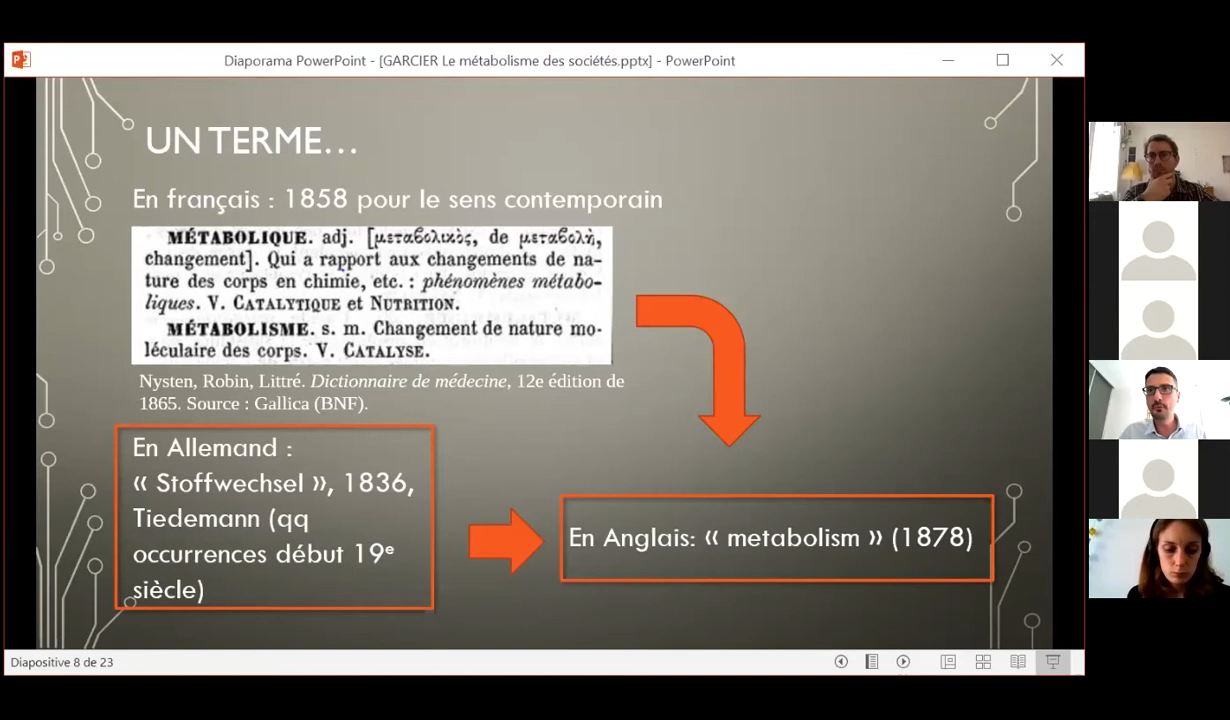 Diaporama PowerPoint - [GARCIER Le métabolisme des sociétés.pptx] - PowerPoint
UN TERME…
En français : 1858 pour le sens contemporain
MÉTABOLIQUE. adj. [μεταβολικὸς, de μεταβολὴ,
changement]. Qui a rapport aux changements de na-
ture des corps en chimie, etc. : phénomènes métabo-
liques. V. CATALYTIQUE et NUTRITION.
MÉTABOLISME. s. m. Changement de nature mo-
léculaire des corps. V. CATALYSE.
Nysten, Robin, Littré. Dictionnaire de médecine, 12e édition de
1865. Source : Gallica (BNF).
En Allemand :
« Stoffwechsel », 1836,
Tiedemann (qq
occurrences début 19e
siècle)
En Anglais: « metabolism » (1878)
Diapositive 8 de 23